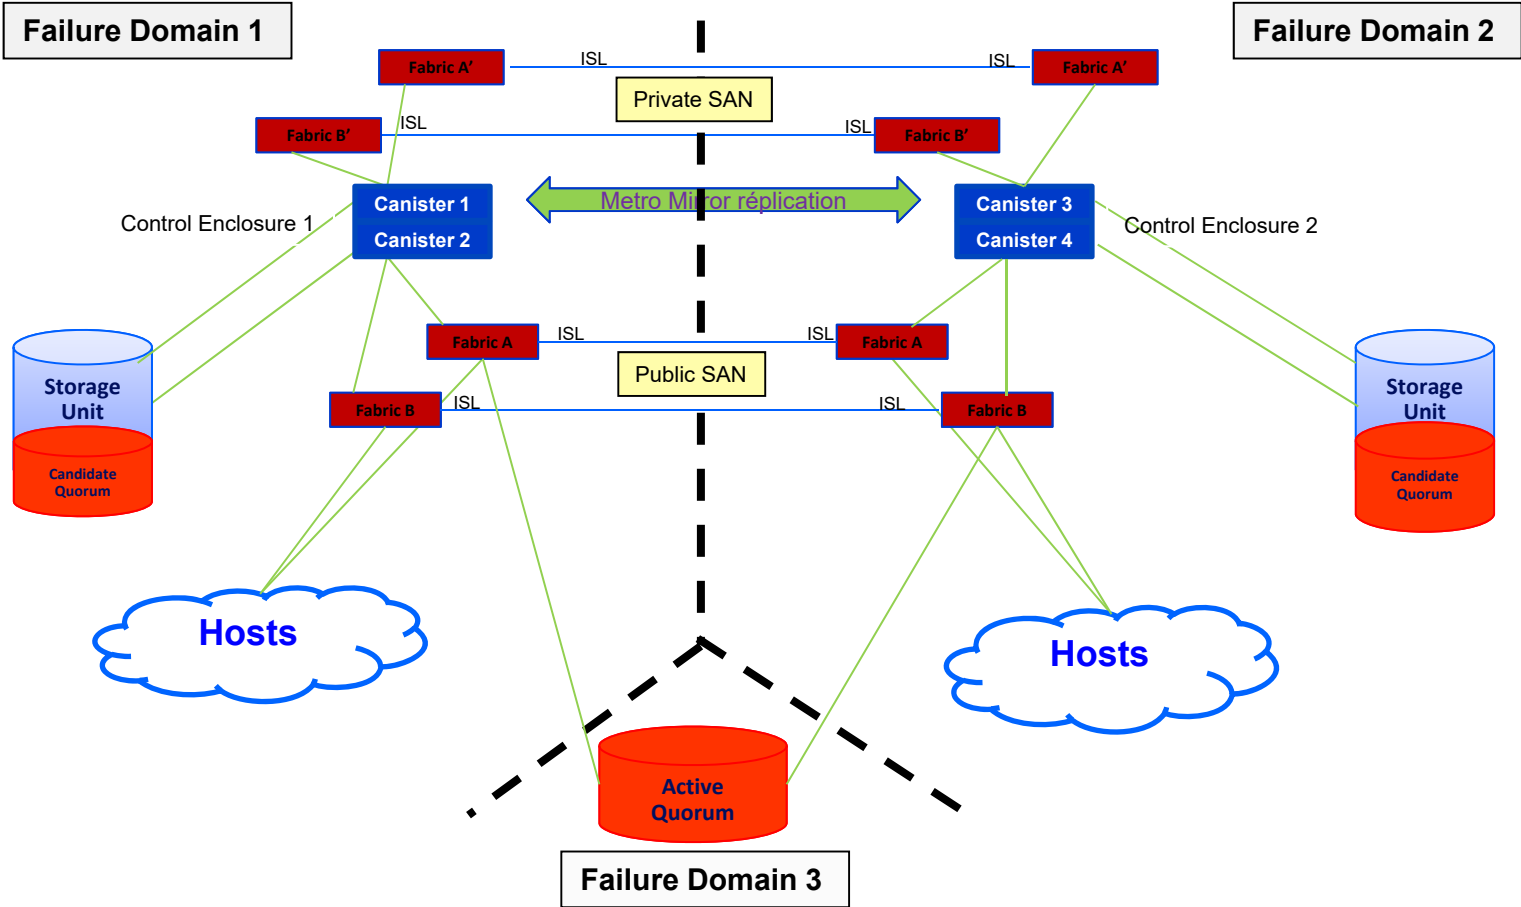 Failure Domain 1
Failure Domain 2
Fabric A'
ISL
ISL
Fabric A'
Private SAN
Fabric B'
ISL
ISL
Fabric B'
Canister 1
Metro Mirror réplication
Canister 3
Control Enclosure 1
Canister 2
Canister 4
Control Enclosure 2
Fabric A
ISL
ISL
Fabric A
Public SAN
Storage
Unit
Storage
Unit
Fabric B
ISL
ISL
Fabric B
Candidate
Quorum
Candidate
Quorum
Hosts
Hosts
Active
Quorum
Failure Domain 3